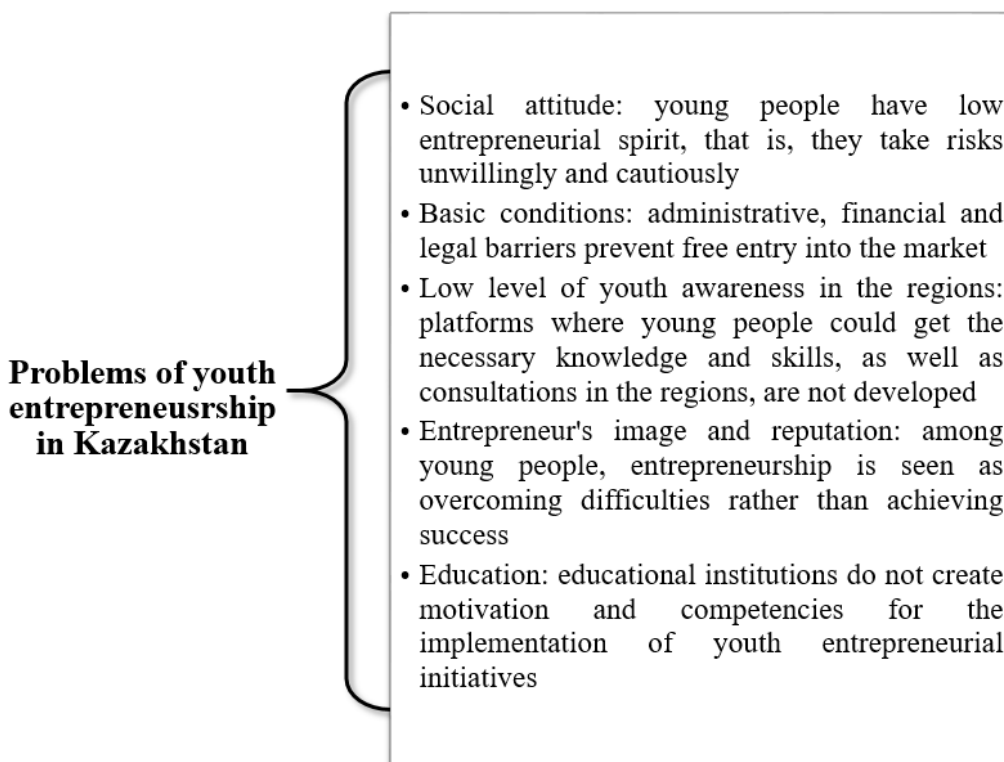 Problems of youth
entrepreneusrship
in Kazakhstan
• Social attitude: young people have low
entrepreneurial spirit, that is, they take risks
unwillingly and cautiously
• Basic conditions: administrative, financial and
legal barriers prevent free entry into the market
• Low level of youth awareness in the regions:
platforms where young people could get the
necessary knowledge and skills, as well as
consultations in the regions, are not developed
• Entrepreneur's image and reputation: among
young people, entrepreneurship is seen as
overcoming difficulties rather than achieving
success
• Education: educational institutions do not create
motivation and competencies for the
implementation of youth entrepreneurial
initiatives